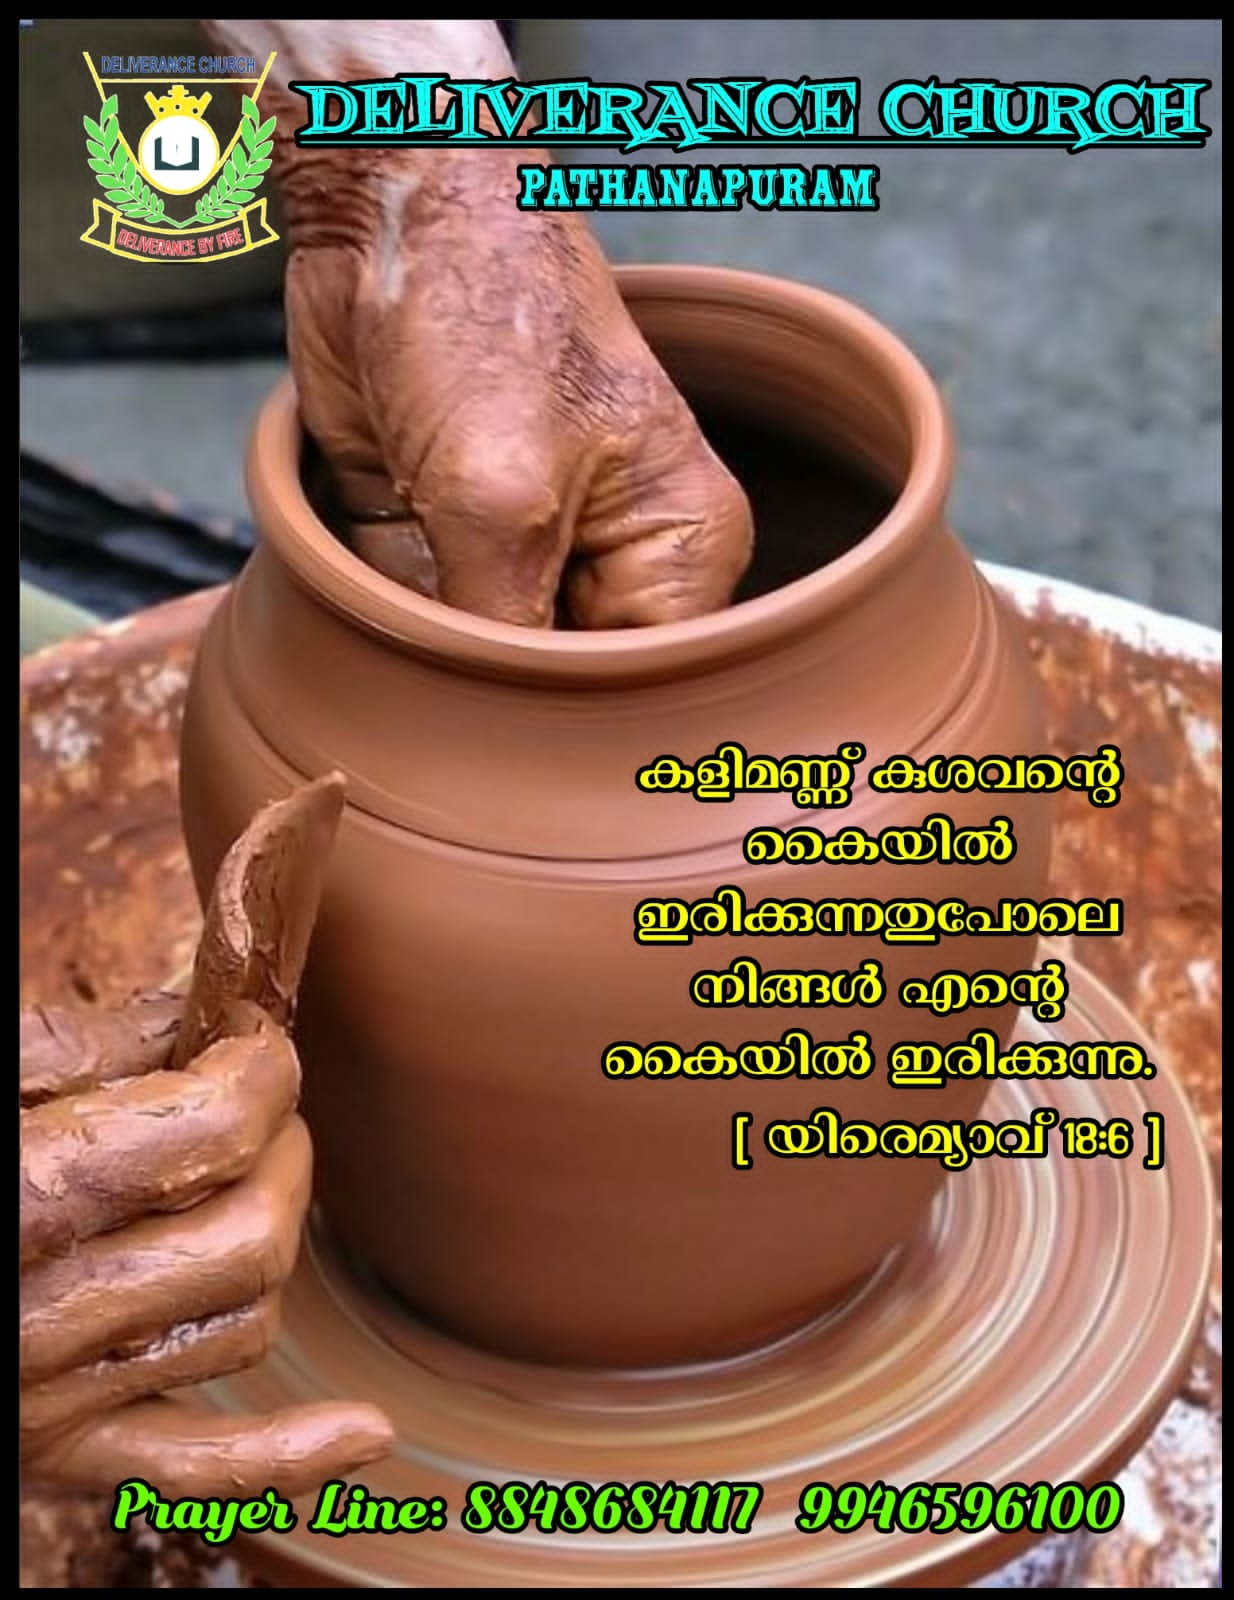 DELIVERANCE CHURCH
DELIVERANCE BY FIRE
DELIVERANCE CHURCH
PATHANAPURAM
കളിമണ്ണ് കുശവന്റെ
കൈയിൽ
ഇരിക്കുന്നതുപോലെ
നിങ്ങൾ എന്റെ
കൈയിൽ ഇരിക്കുന്നു.
[ യിരെമ്യാവ് 18:6 ]
Prayer Line: 8848684117 9946596100